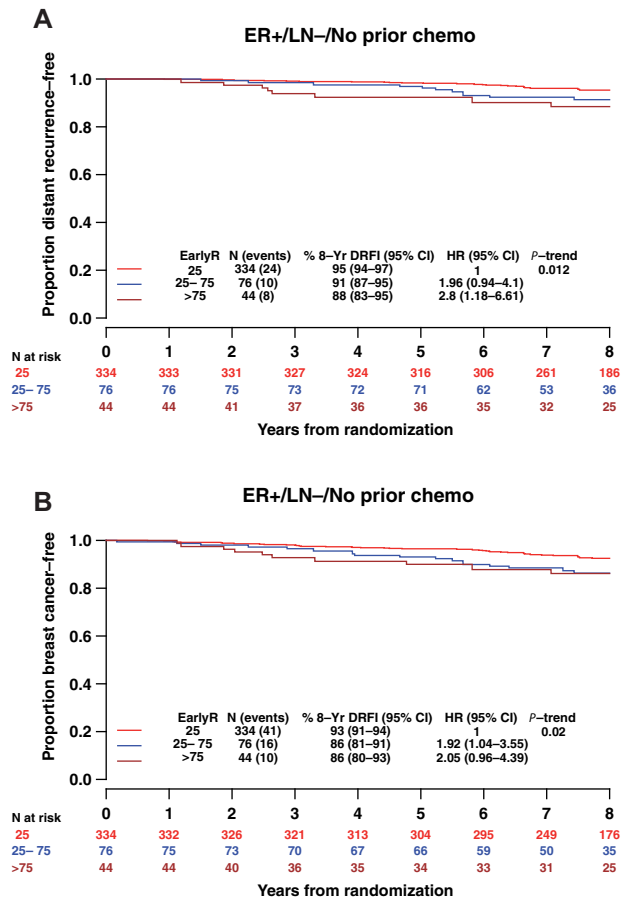 A
ER+/LN–/No prior chemo
Proportion distant recurrence–free
1.0
0.8
0.6
0.4
0.2
0.0
EarlyR N (events) % 8–Yr DRFI (95% CI) HR (95% CI) P–trend
25 334 (24) 95 (94–97) 1 0.012
25– 75 76 (10) 91 (87–95) 1.96 (0.94–4.1)
>75 44 (8) 88 (83–95) 2.8 (1.18–6.61)
0 1 2 3 4 5 6 7 8
N at risk
25 334 333 331 327 324 316 306 261 186
25– 75 76 76 75 73 72 71 62 53 36
>75 44 44 41 37 36 36 35 32 25
Years from randomization
B
ER+/LN–/No prior chemo
Proportion breast cancer–free
1.0
0.8
0.6
0.4
0.2
0.0
EarlyR N (events) % 8–Yr DRFI (95% CI) HR (95% CI) P–trend
25 334 (41) 93 (91–94) 1 0.02
25– 75 76 (16) 86 (81–91) 1.92 (1.04–3.55)
>75 44 (10) 86 (80–93) 2.05 (0.96–4.39)
0 1 2 3 4 5 6 7 8
N at risk
25 334 332 326 321 313 304 295 249 176
25– 75 76 75 73 70 67 66 59 50 35
>75 44 44 40 36 35 34 33 31 25
Years from randomization